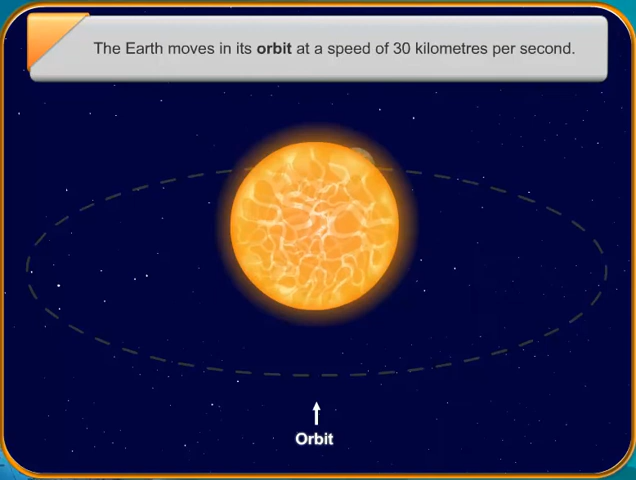 The Earth moves in its orbit at a speed of 30 kilometres per second.
Orbit